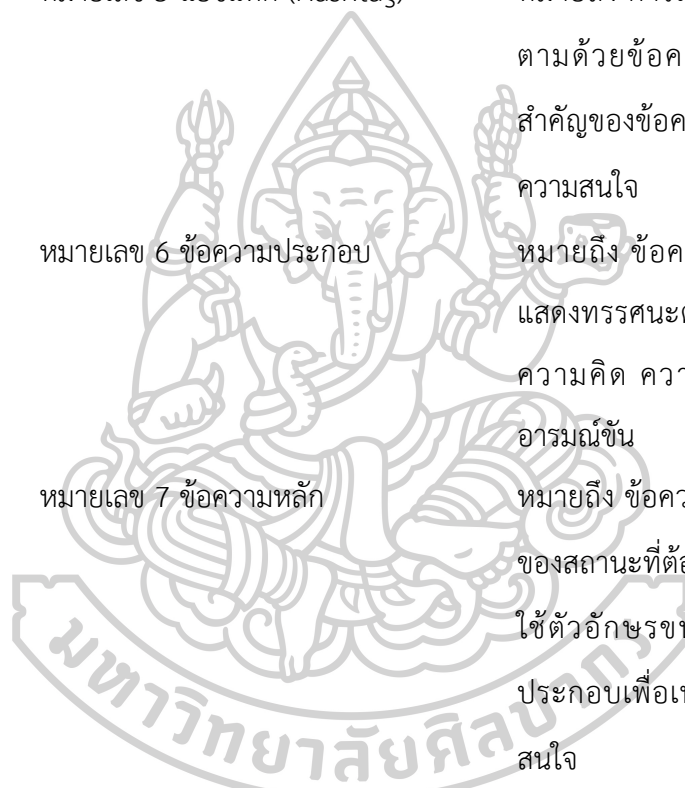 ตามด้วยข้อค
สำคัญของข้อค
ความสนใจ
หมายเลข 6 ข้อความประกอบ หมายถึง ข้อค
แสดงทรรศนะ
ความคิด ควา
อารมณ์ขัน
หมายเลข 7 ข้อความหลัก หมายถึง ข้อคว
ของสถานะที่ต้อ
ใช้ตัวอักษรขน
ประกอบเพื่อเ
สนใจ
มหาวิทยาลัยศิลปากร